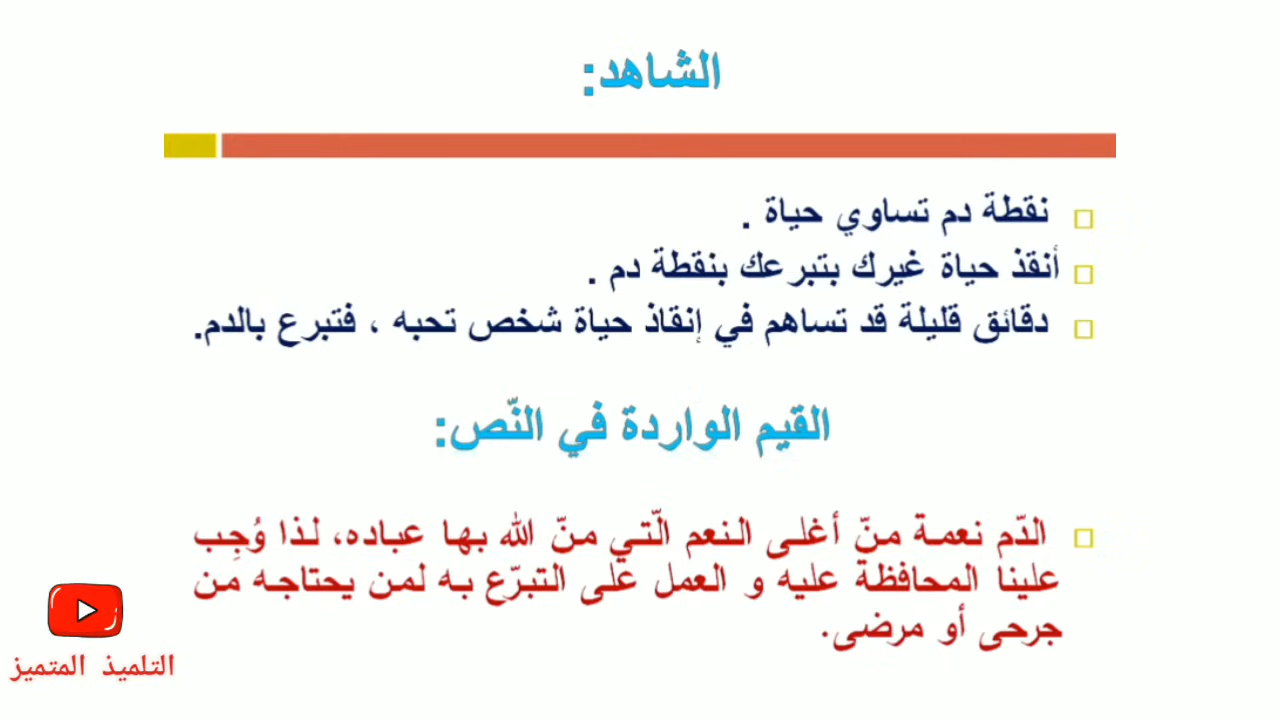 الشاهد:
نقطة دم تساوي حياة .
أنقذ حياة غيرك بتبرعك بنقطة دم .
دقائق قليلة قد تساهم في إنقاذ حياة شخص تحبه ، فتبرع بالدم.
القيم الواردة في النّص:
الدّم نعمة منّ أغلى النعم الّتي منّ الله بها عباده، لذا وُجِب
علينا المحافظة عليه و العمل على التبرّع به لمن يحتاجه من
جرحى أو مرضى.
التلميذ المتميز